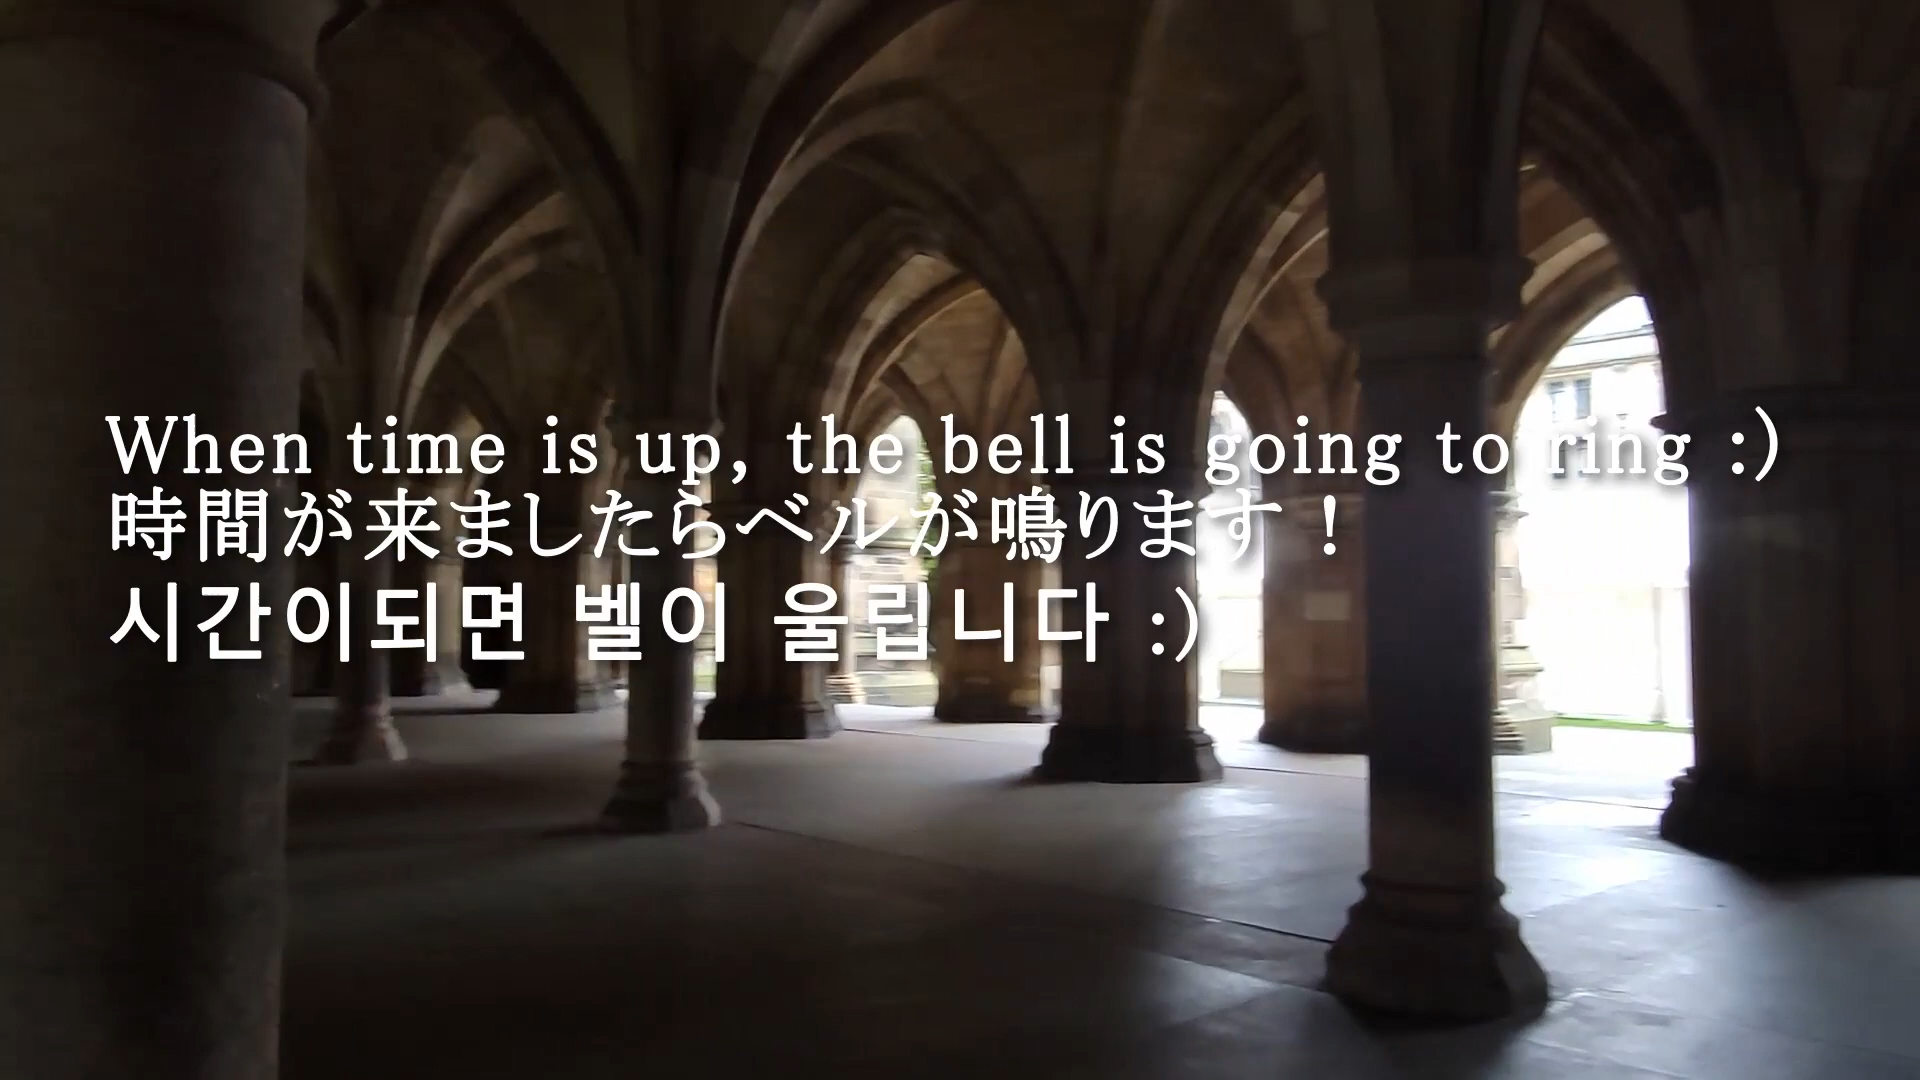 When time is up, the bell is going to ring :)
時間が来ましたらベルが鳴ります！
시간이되면 벨이 울립니다 :)